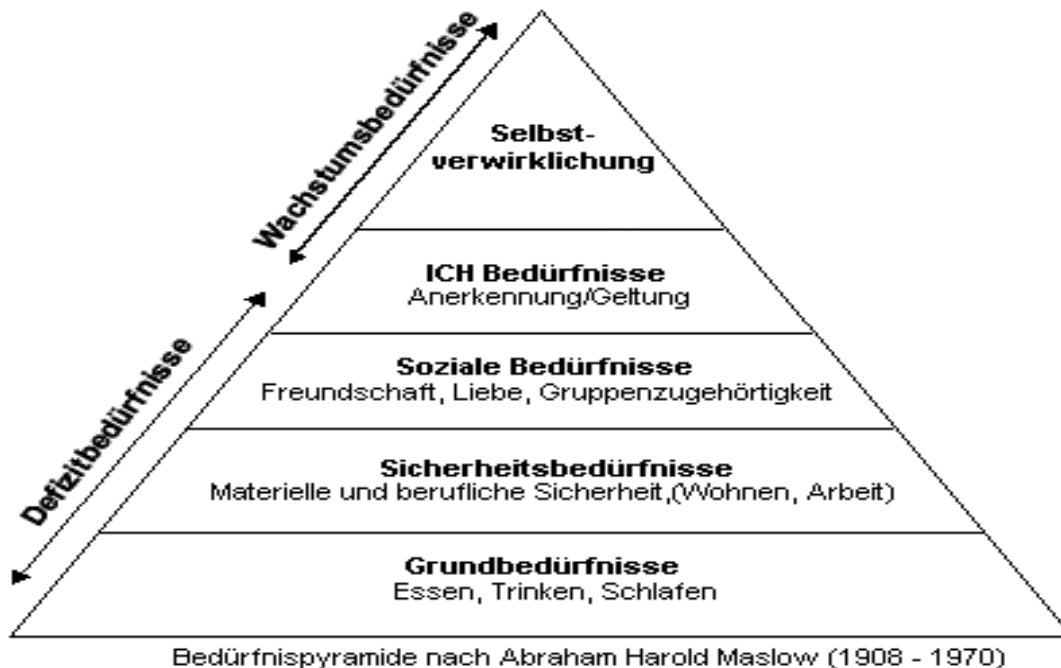 Wachstumsbedürfnisse
Defizitbedürfnisse
Selbst-
verwirklichung
ICH Bedürfnisse
Anerkennung/Geltung
Soziale Bedürfnisse
Freundschaft, Liebe, Gruppenzugehörtigkeit
Sicherheitsbedürfnisse
Materielle und berufliche Sicherheit,(Wohnen, Arbeit)
Grundbedürfnisse
Essen, Trinken, Schlafen
Bedürfnispyramide nach Abraham Harold Maslow (1908 - 1970)